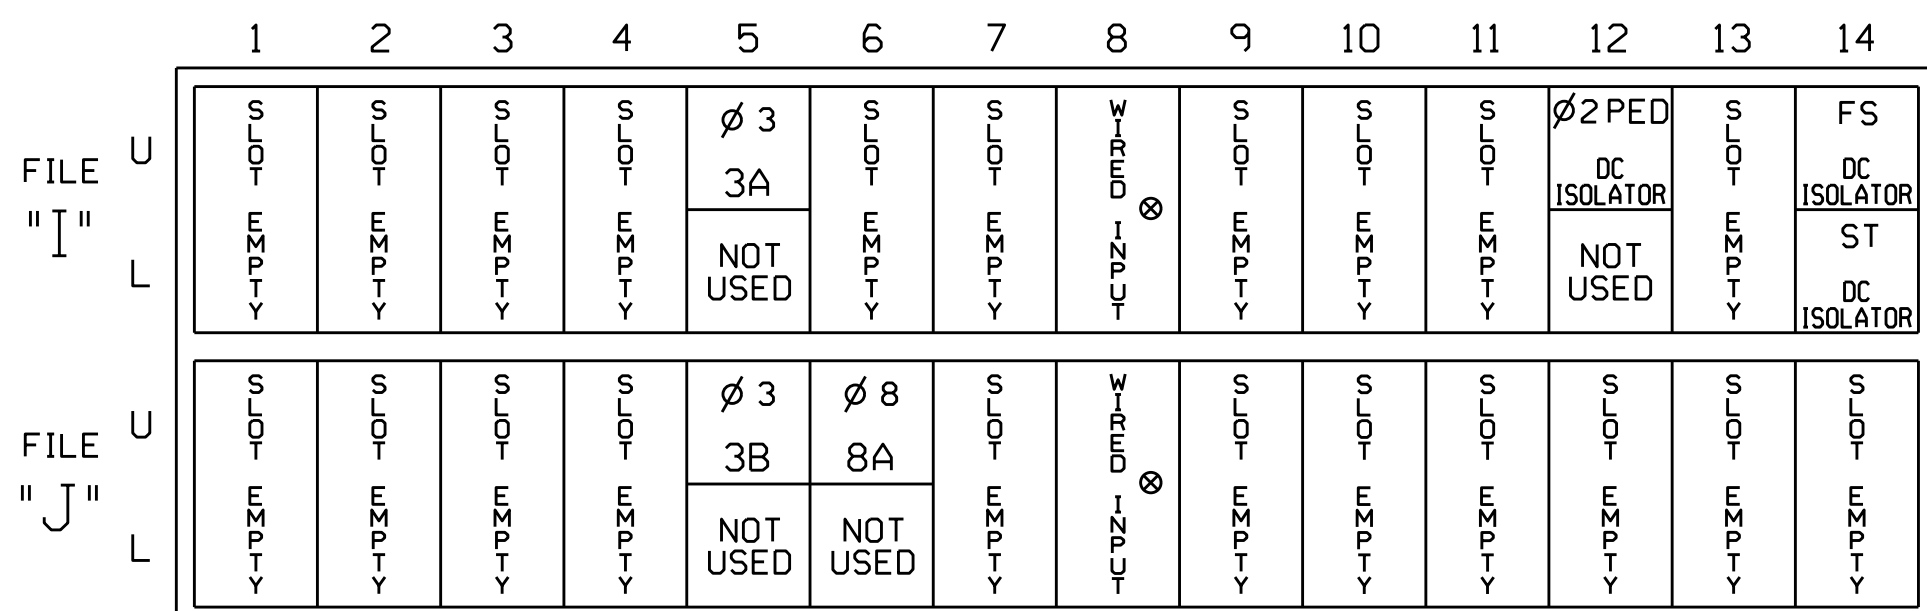 1 2 3 4 5 6 7 8 9 10 11 12 13 14
FILE "I"
U
L
SLOT EMPTY
SLOT EMPTY
SLOT EMPTY
SLOT EMPTY
Ø 3
3A
NOT
USED
SLOT EMPTY
SLOT EMPTY
WIRED INPUT
⊗
SLOT EMPTY
SLOT EMPTY
SLOT EMPTY
Ø2 PED
DC
ISOLATOR
NOT
USED
SLOT EMPTY
FS
DC
ISOLATOR
ST
DC
ISOLATOR
FILE "J"
U
L
SLOT EMPTY
SLOT EMPTY
SLOT EMPTY
SLOT EMPTY
Ø 3
3B
NOT
USED
Ø 8
8A
NOT
USED
SLOT EMPTY
WIRED INPUT
⊗
SLOT EMPTY
SLOT EMPTY
SLOT EMPTY
SLOT EMPTY
SLOT EMPTY
SLOT EMPTY